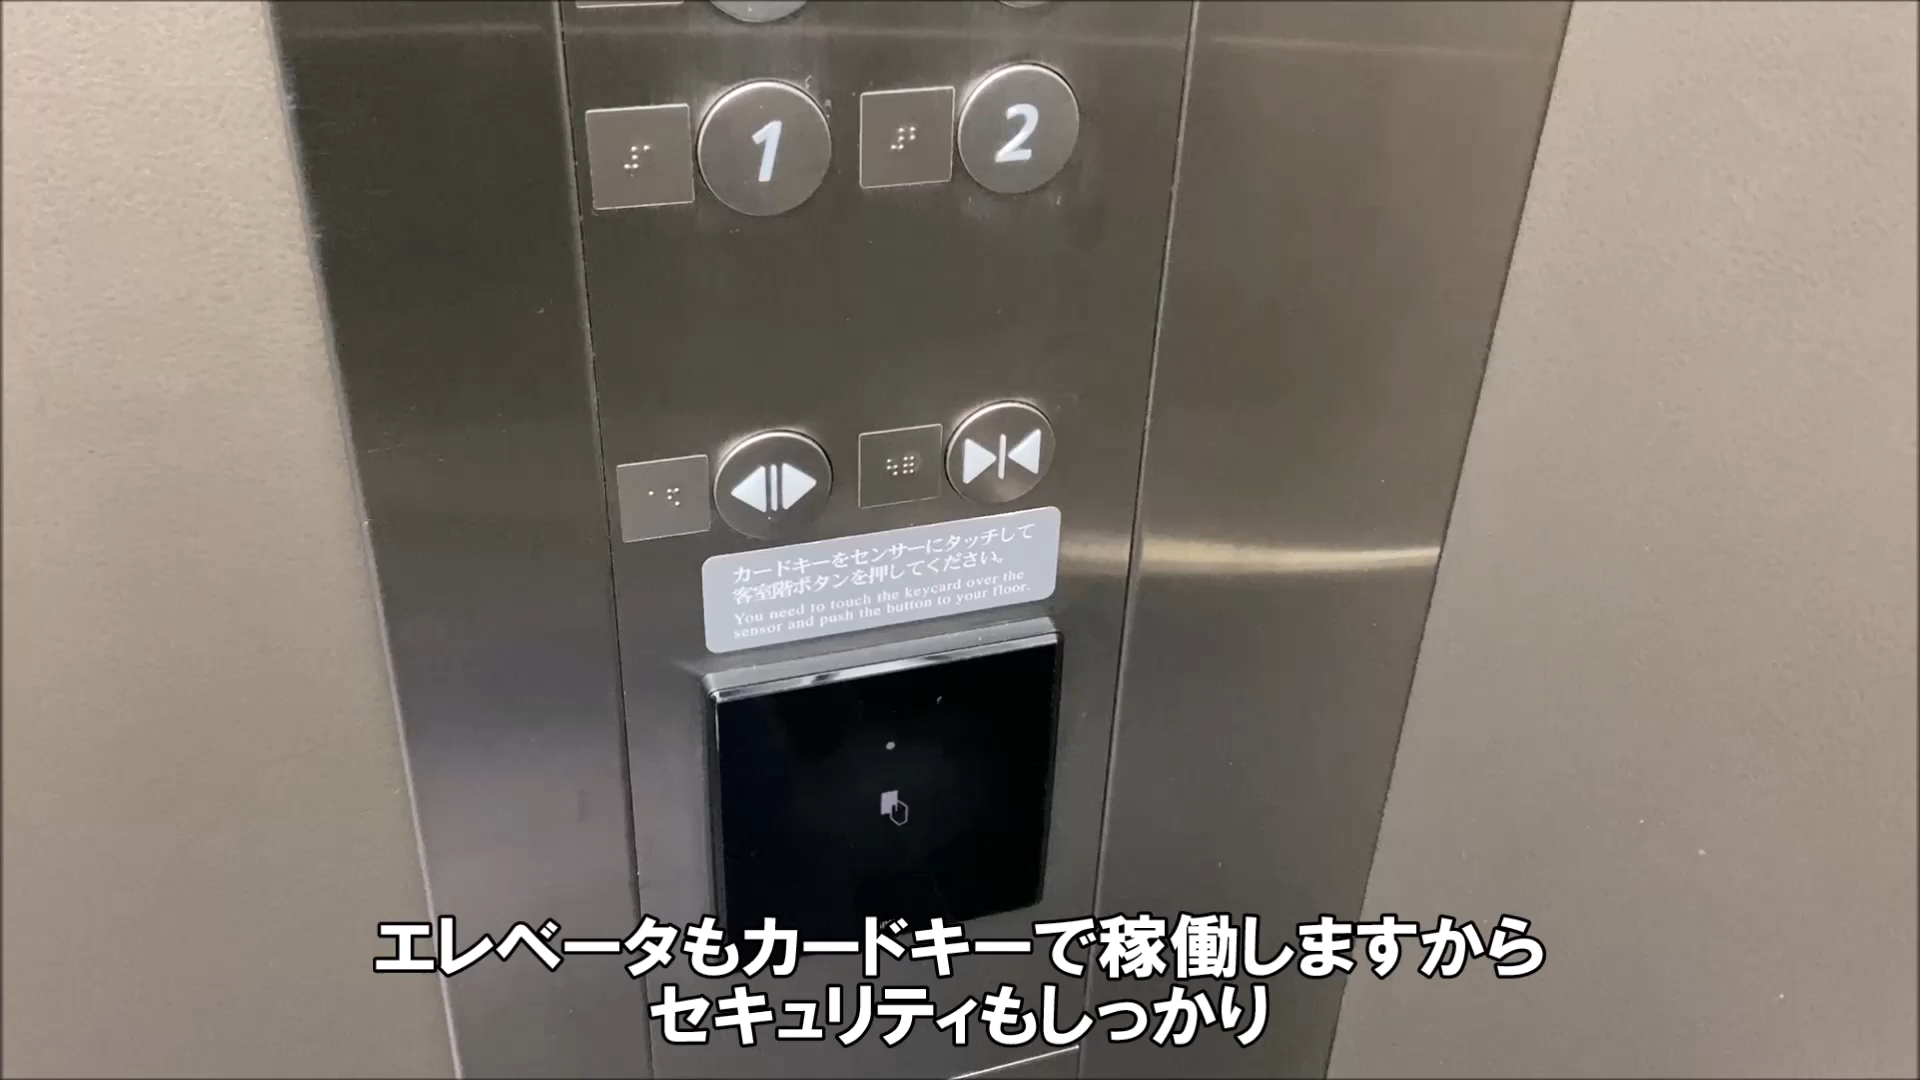 1
2
カードキーをセンサーにタッチして
客室階ボタンを押してください。
You need to touch the keycard over the
sensor and push the button to your floor.
エレベータもカードキーで稼働しますから
セキュリティもしっかり